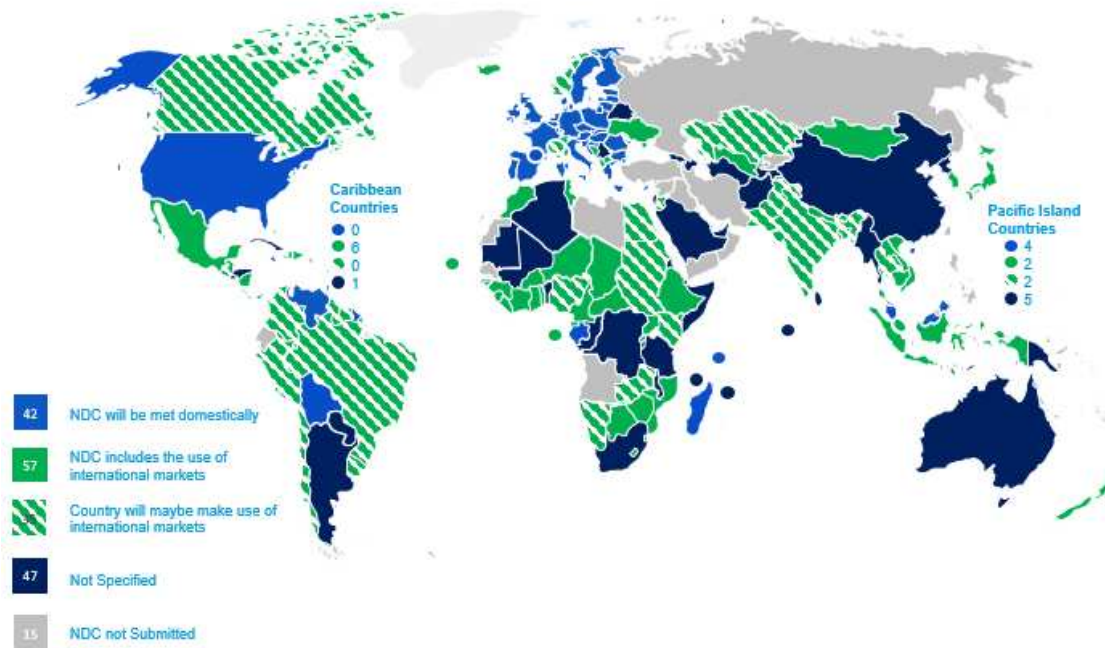 Caribbean
Countries
0
6
0
1
Pacific Island
Countries
4
2
2
5
42 NDC will be met domestically
57 NDC includes the use of
international markets
Country will maybe make use of
international markets
47 Not Specified
15 NDC not Submitted